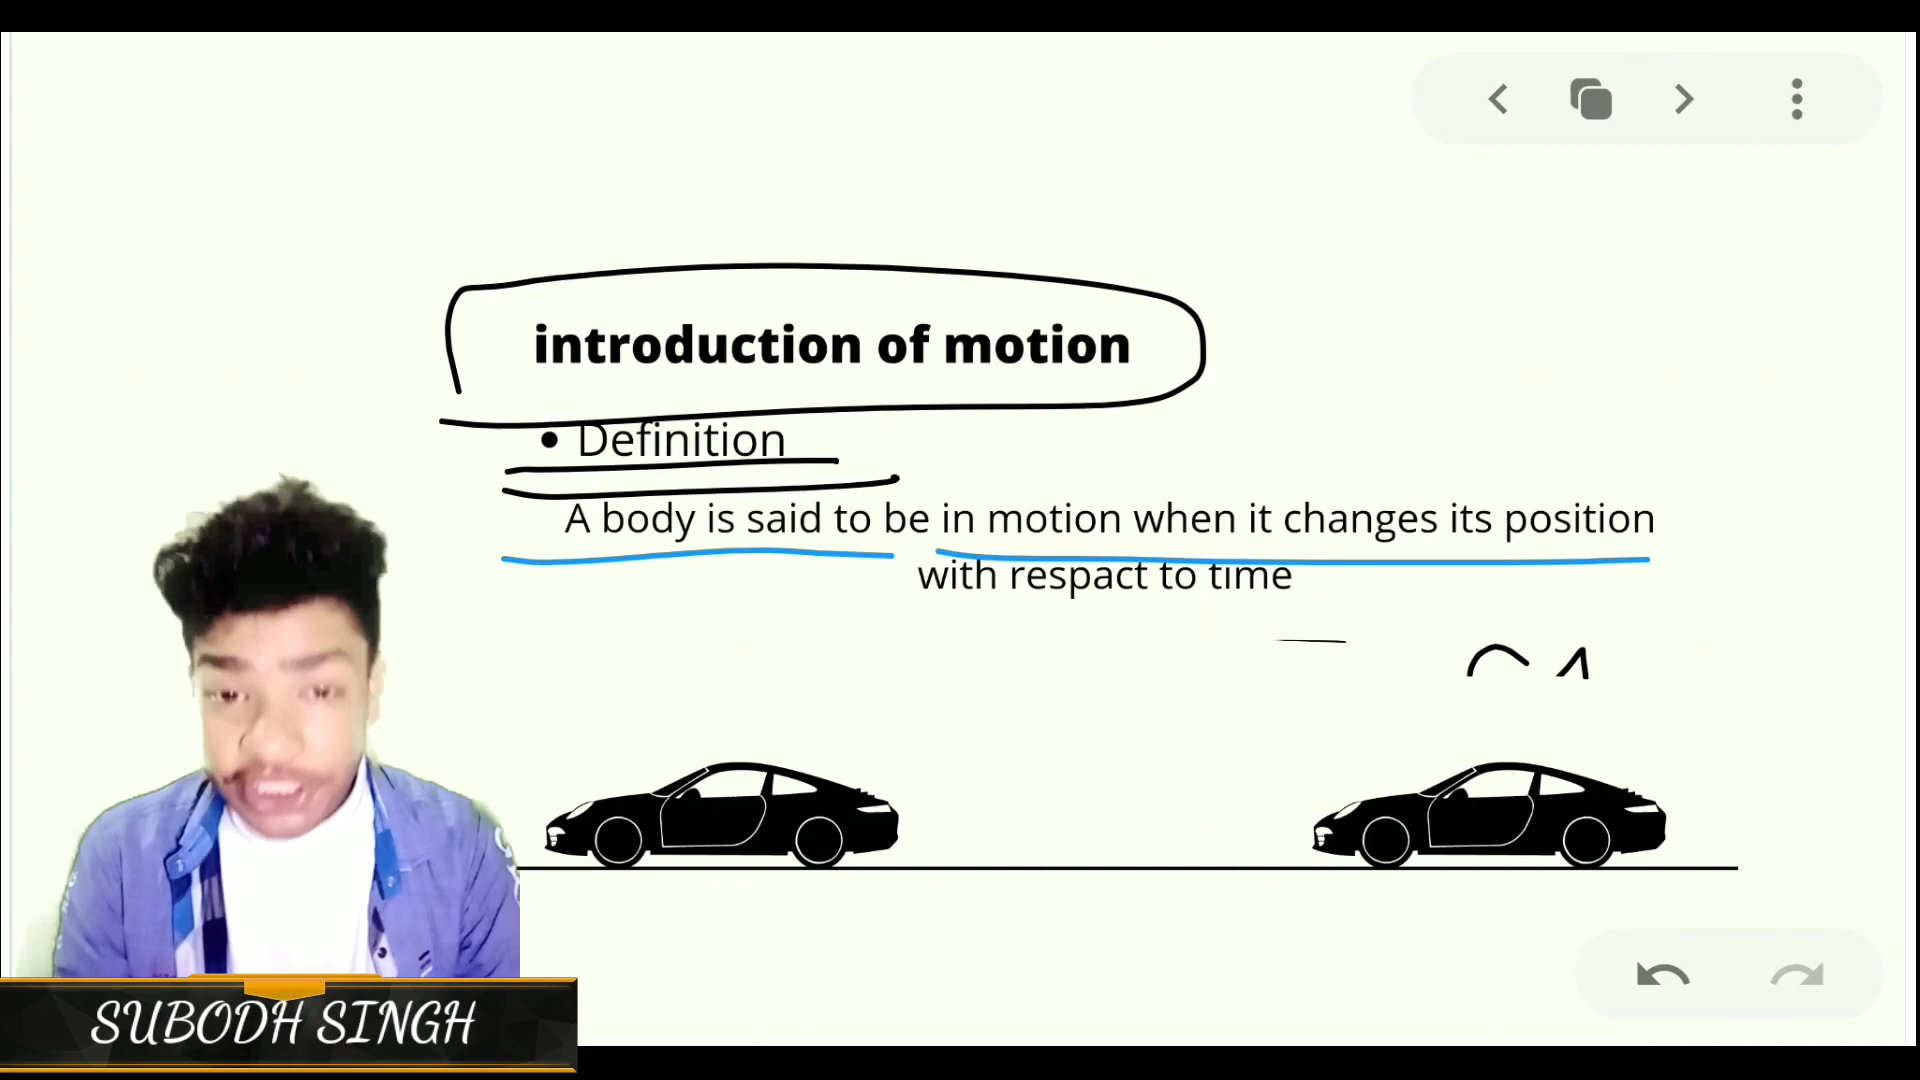 introduction of motion
• Definition
A body is said to be in motion when it changes its position
with respact to time
SUBODH SINGH